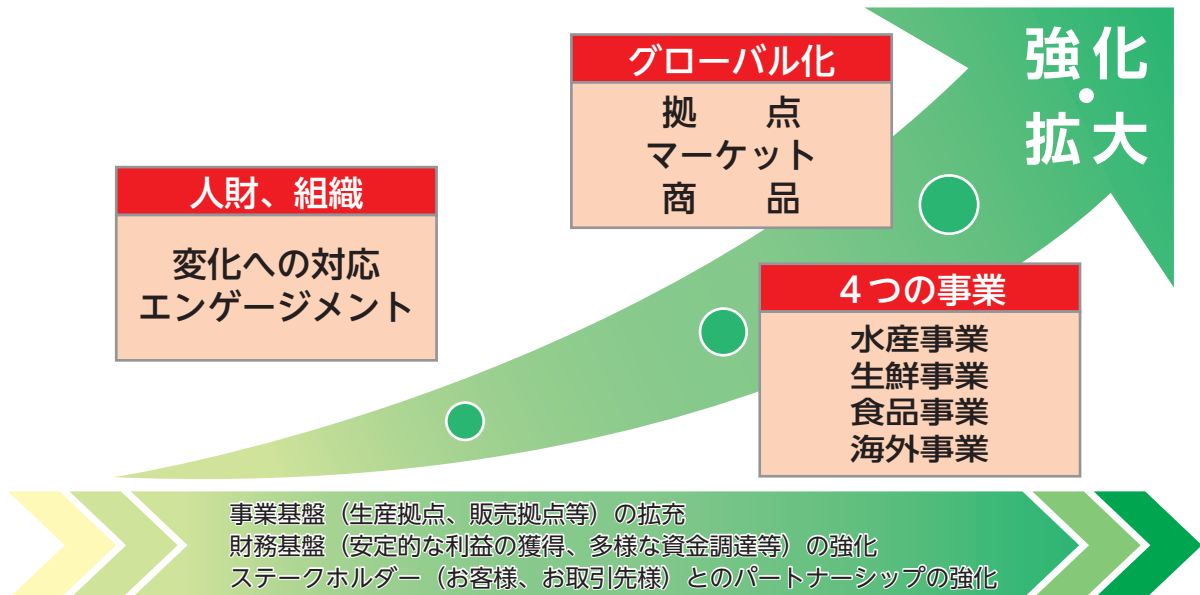 強化
・
拡大
グローバル化
拠　　点
マーケット
商　　品
人財、組織
変化への対応
エンゲージメント
４つの事業
水産事業
生鮮事業
食品事業
海外事業
事業基盤（生産拠点、販売拠点等）の拡充
財務基盤（安定的な利益の獲得、多様な資金調達等）の強化
ステークホルダー（お客様、お取引先様）とのパートナーシップの強化